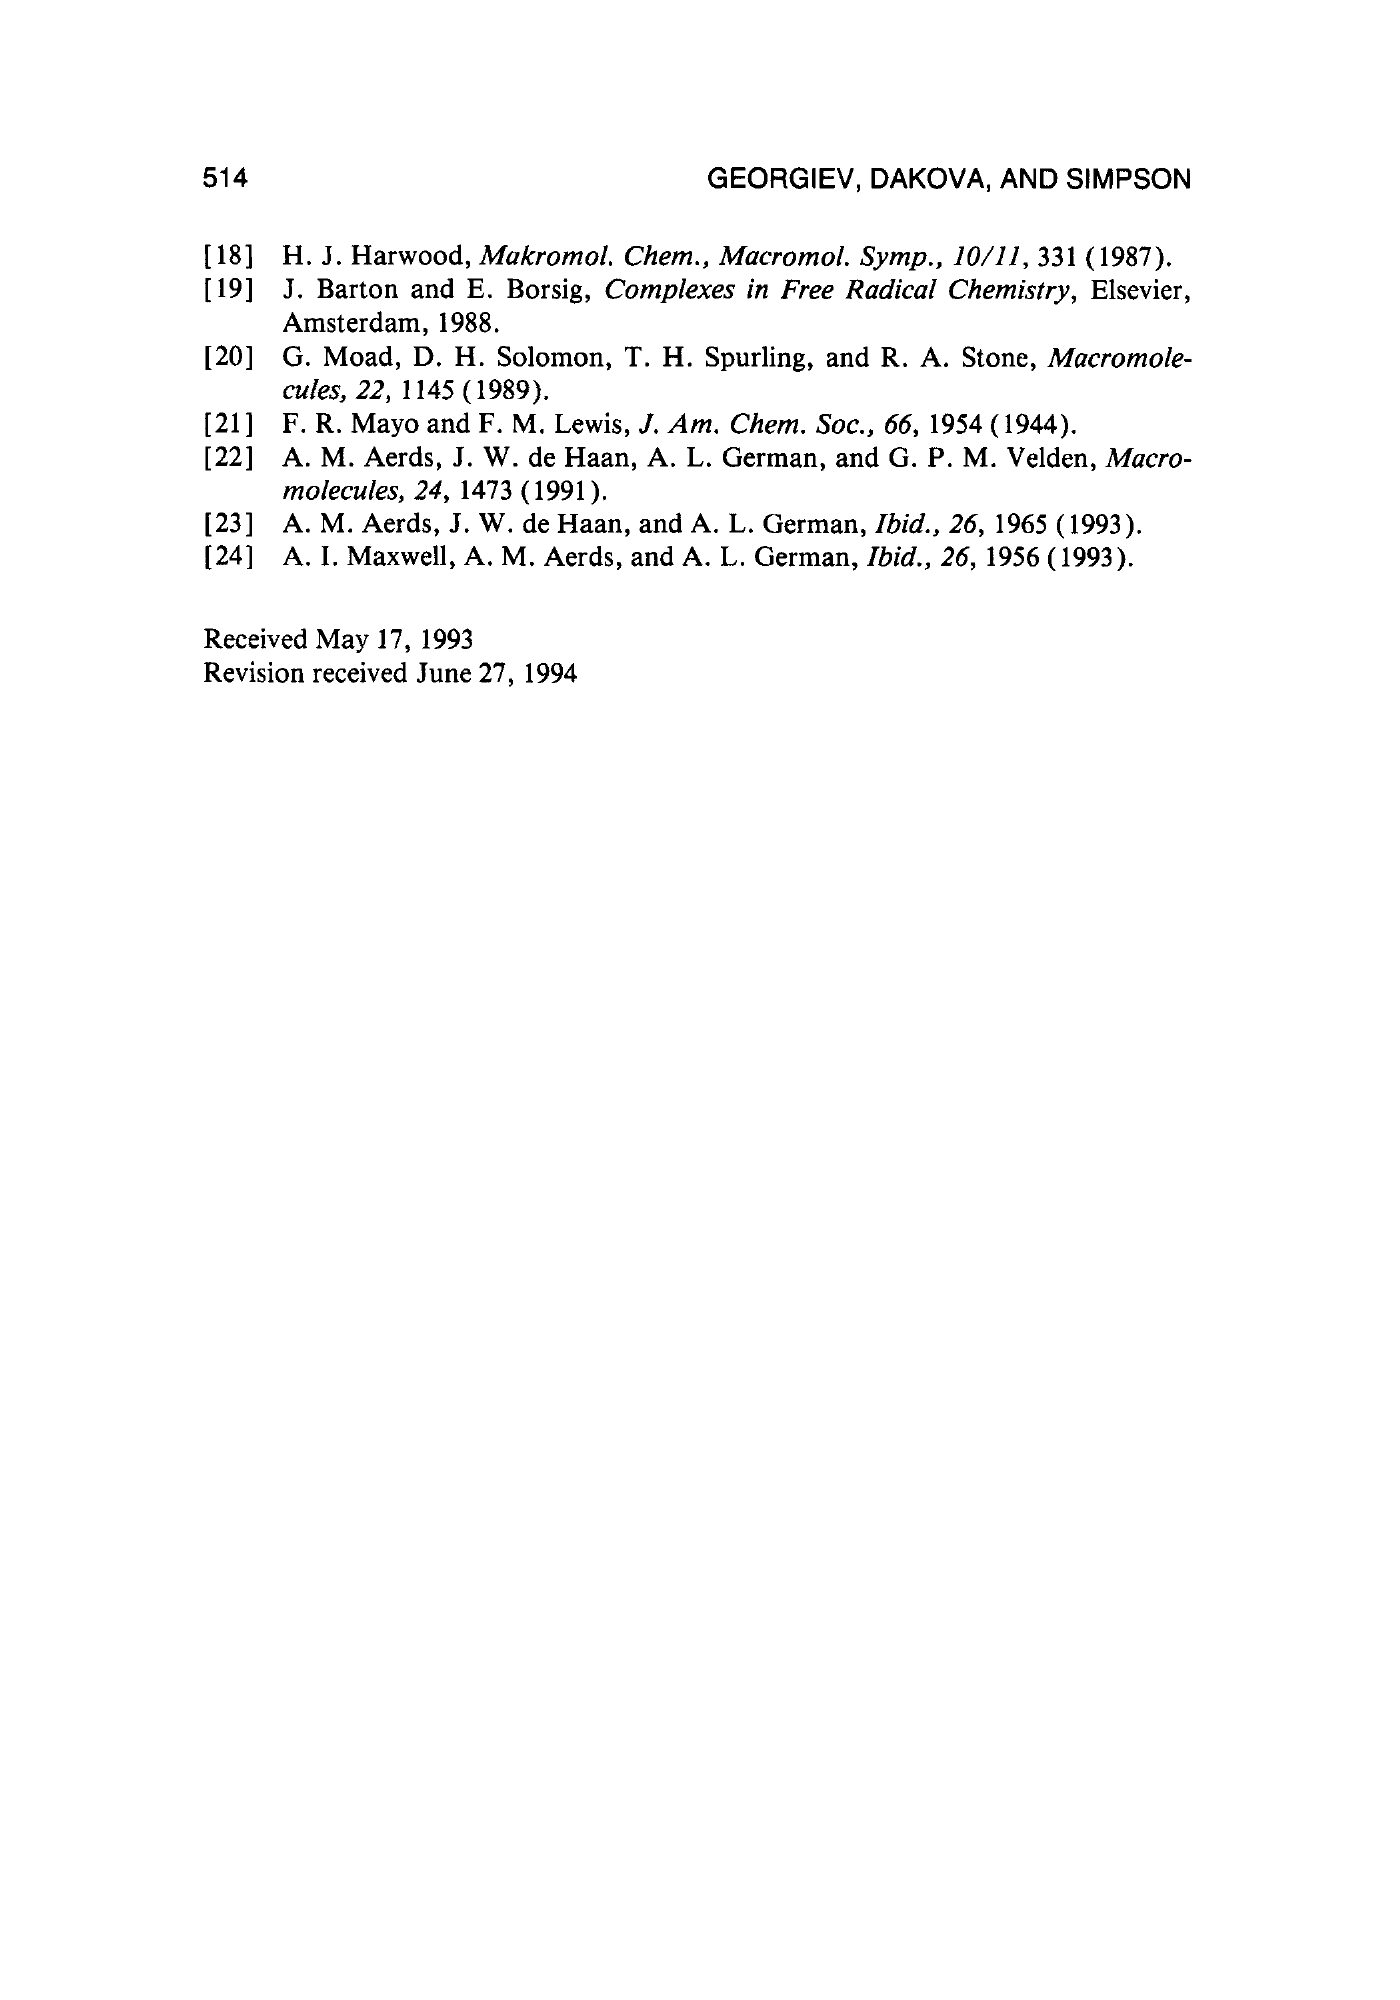 514 GEORGIEV, DAKOVA, AND SIMPSON
[18] H. J. Harwood, Makromol. Chem., Macromol. Symp., 10/11, 331 (1987).
[19] J. Barton and E. Borsig, Complexes in Free Radical Chemistry, Elsevier,
Amsterdam, 1988.
[20] G. Moad, D. H. Solomon, T. H. Spurling, and R. A. Stone, Macromole-
cules, 22, 1145 (1989).
[21] F. R. Mayo and F. M. Lewis, J. Am. Chem. Soc., 66, 1954 (1944).
[22] A. M. Aerds, J. W. de Haan, A. L. German, and G. P. M. Velden, Macro-
molecules, 24, 1473 (1991).
[23] A. M. Aerds, J. W. de Haan, and A. L. German, Ibid., 26, 1965 (1993).
[24] A. I. Maxwell, A. M. Aerds, and A. L. German, Ibid., 26, 1956 (1993).
Received May 17, 1993
Revision received June 27, 1994